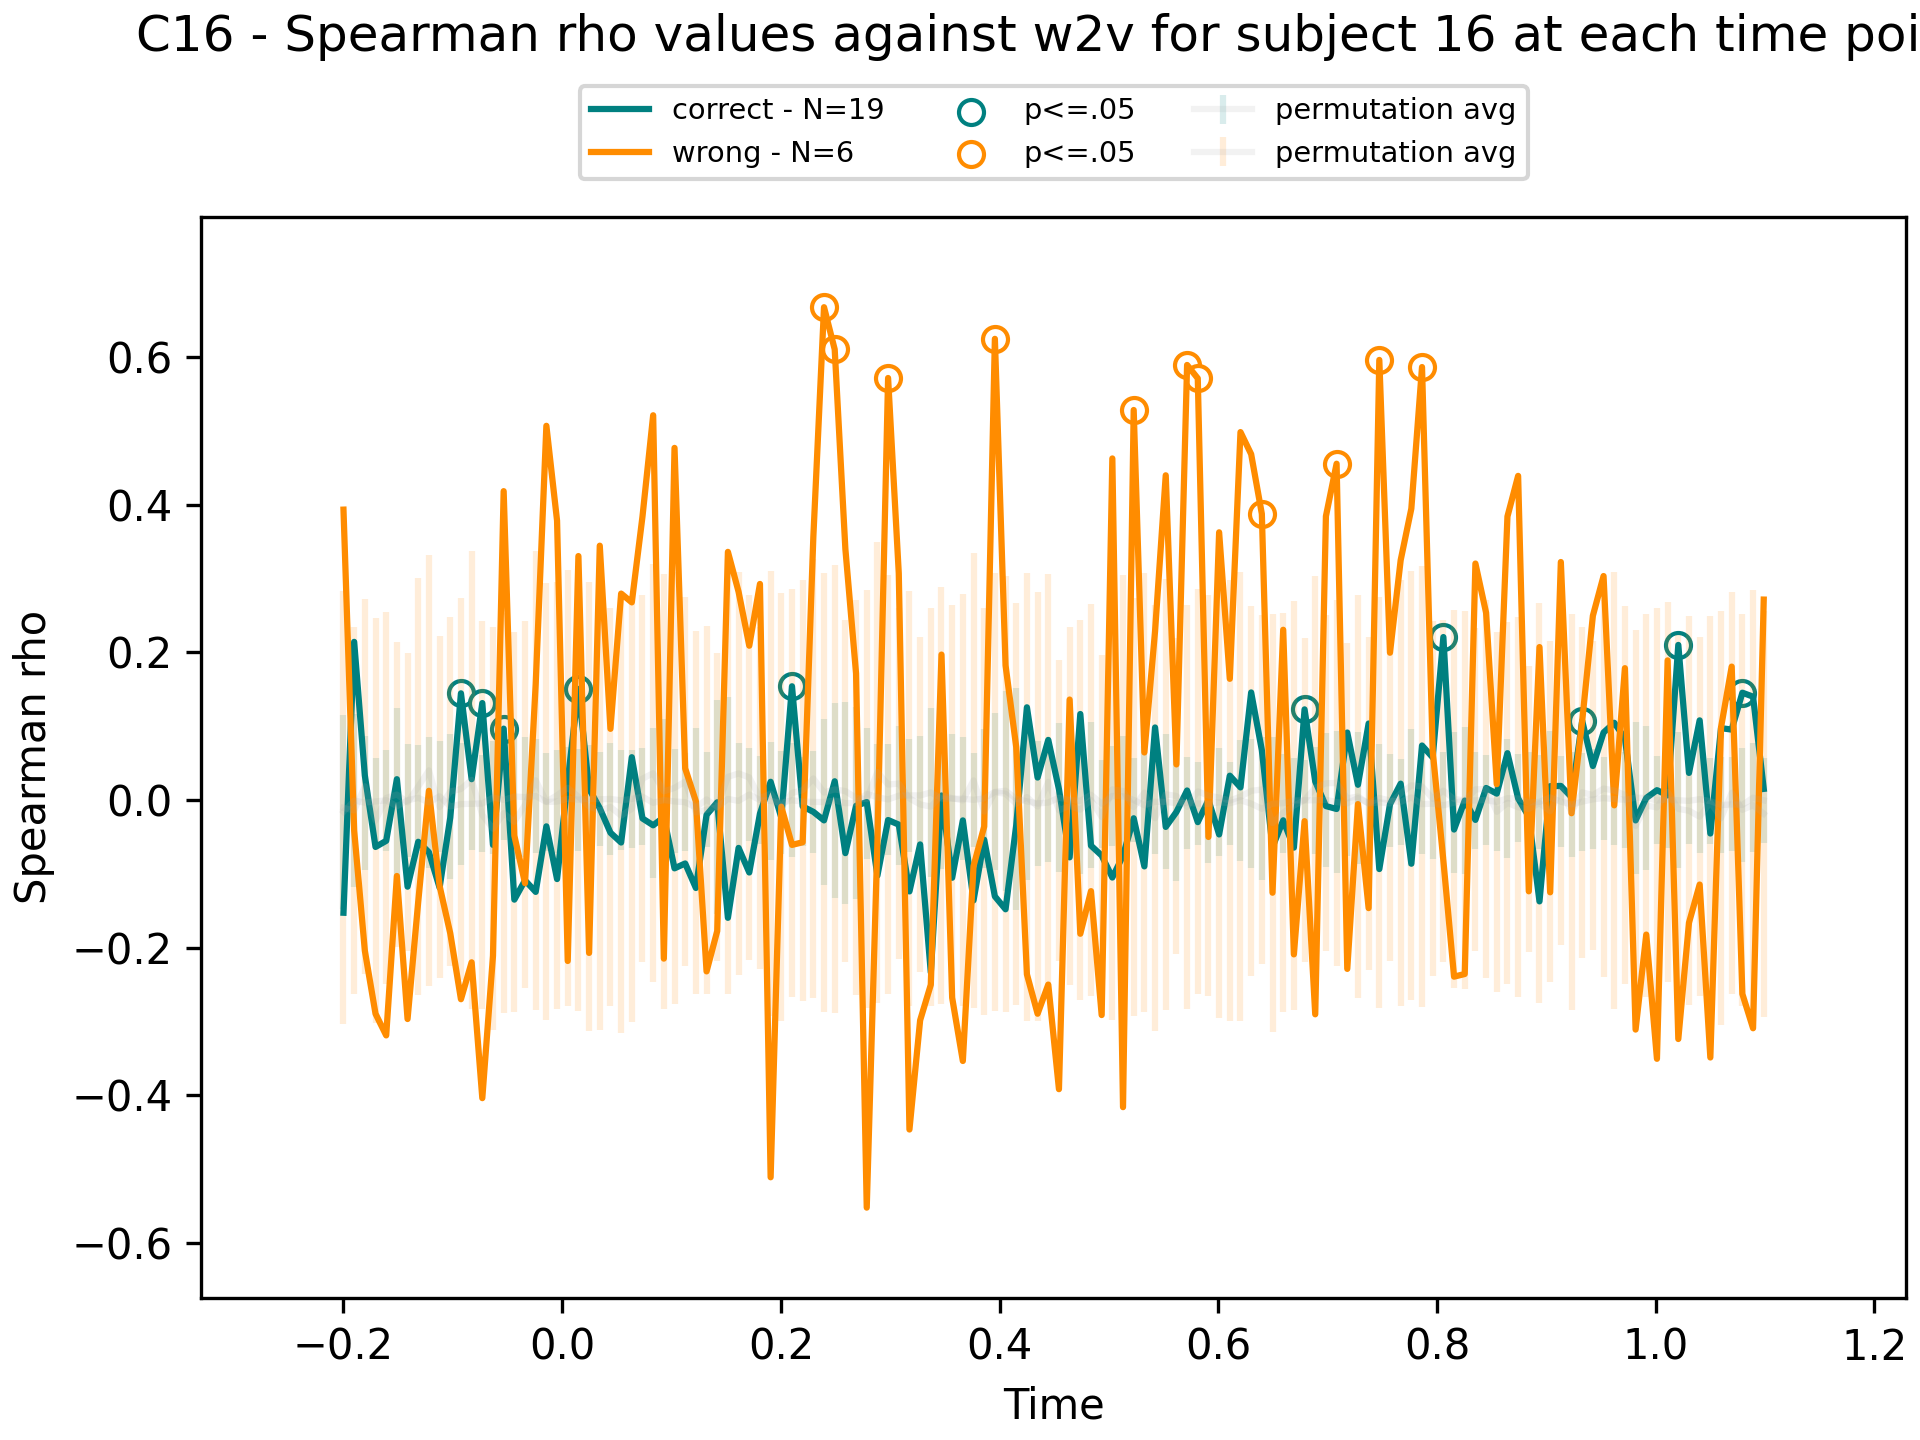 C16 - Spearman rho values against w2v for subject 16 at each time poi
correct - N=19
wrong - N=6
p<=.05
p<=.05
permutation avg
permutation avg
Spearman rho
0.6
0.4
0.2
0.0
−0.2
−0.4
−0.6
−0.2
0.0
0.2
0.4
0.6
0.8
1.0
1.2
Time